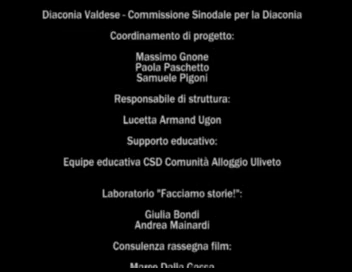 Diaconia Valdese - Commissione Sinodale per la Diaconia
Coordinamento di progetto:
Massimo Gnone
Paola Paschetto
Samuele Pigoni
Responsabile di struttura:
Lucetta Armand Ugon
Supporto educativo:
Equipe educativa CSD Comunità Alloggio Uliveto
Laboratorio "Facciamo storie!":
Giulia Bondi
Andrea Mainardi
Consulenza rassegna film:
Marco Dalla Gassa